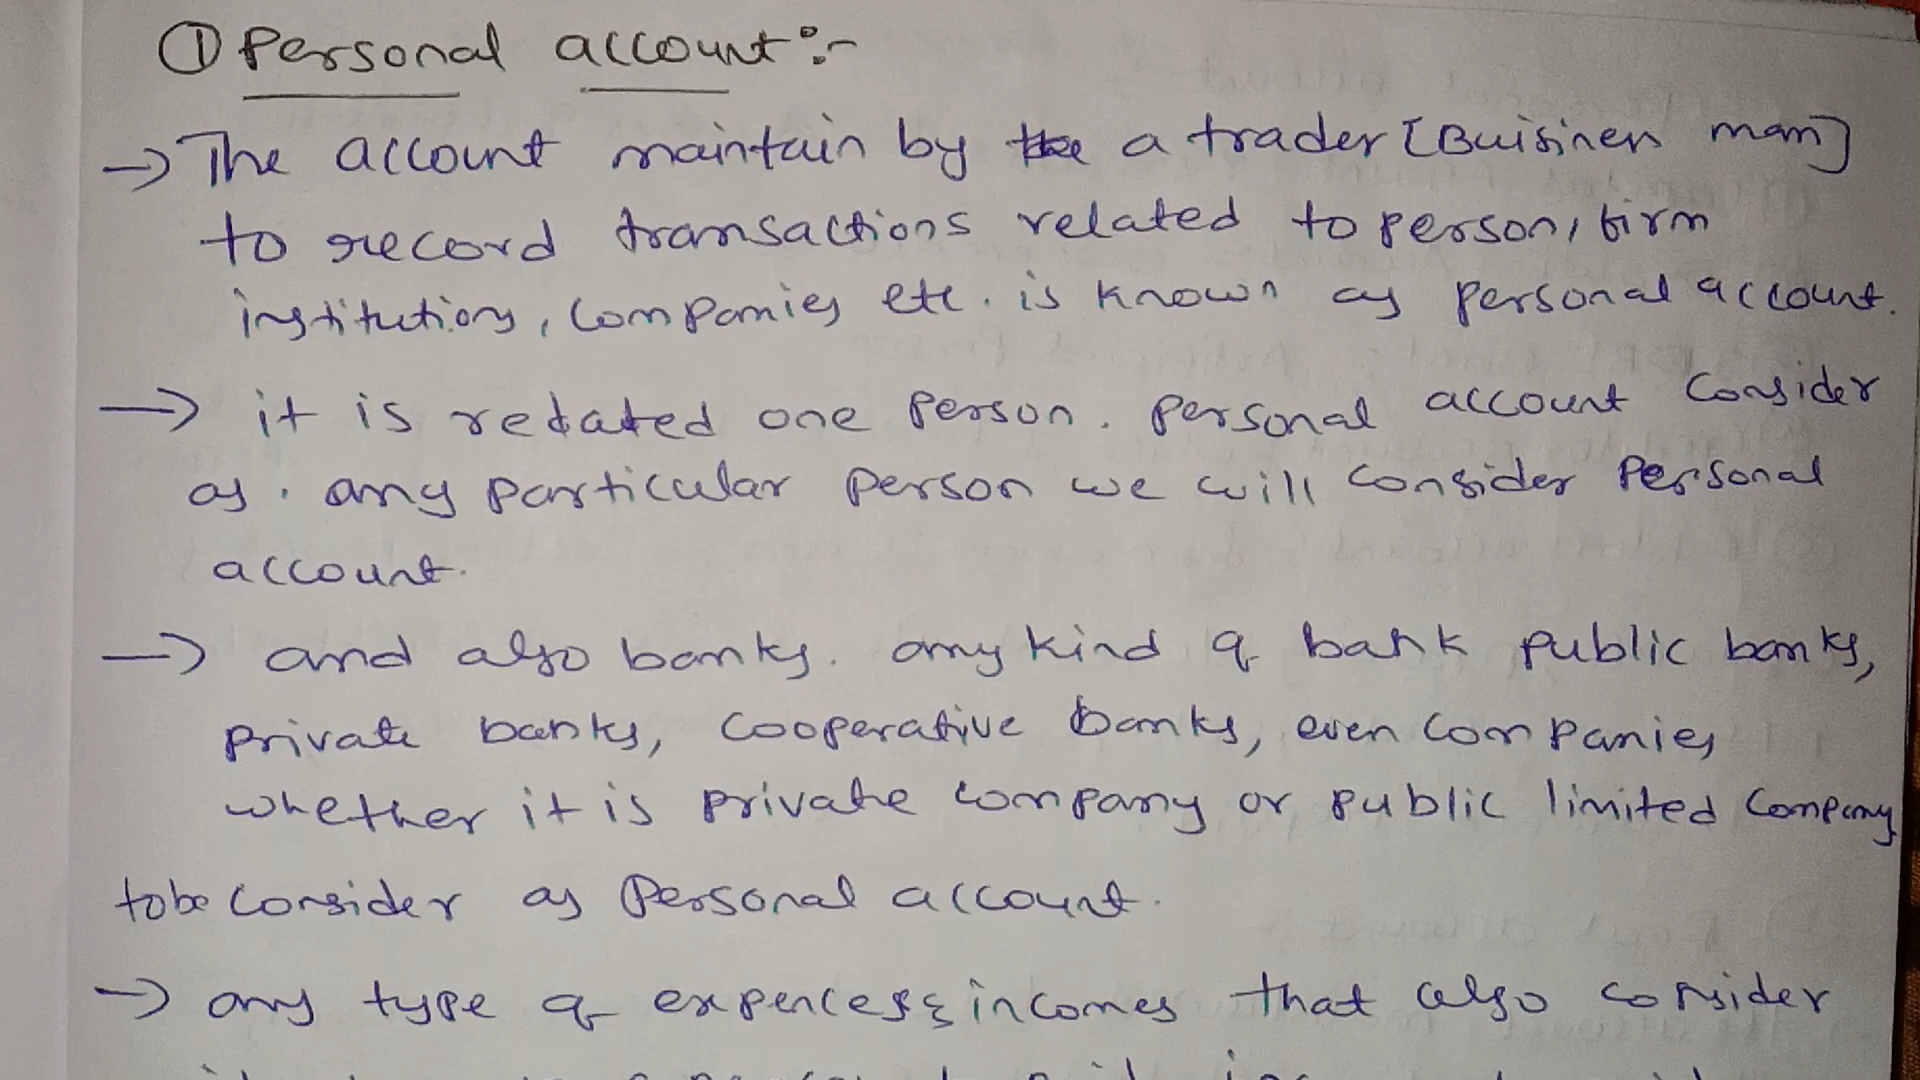 ① Personal account:-
→ The account maintain by a trader [Buisiness man]
to record transactions related to person, firm
institutions, Companies etc. is known as personal account.
→ it is related one person. personal account Consider
as. any particular person we will consider Personal
account.
→ and also banks. any kind of bank public banks,
private banks, cooperative banks, even companies
whether it is private company or public limited Company
to be consider as Personal account.
→ any type of expences & incomes that also consider